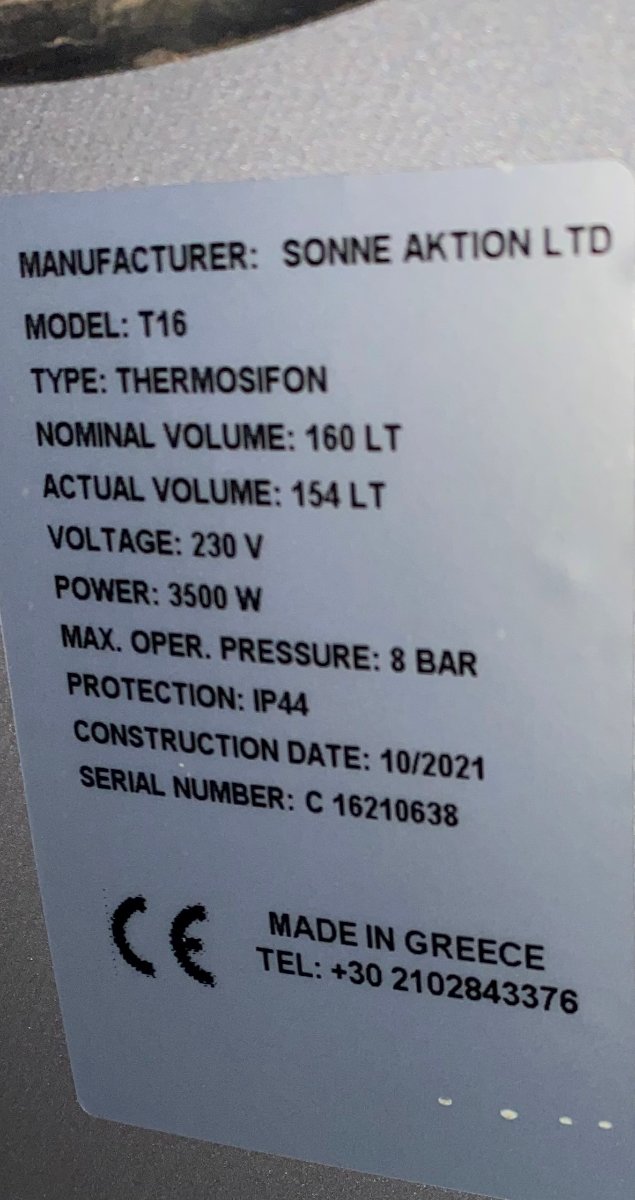 MANUFACTURER: SONNE AKTION LTD
MODEL: T16
TYPE: THERMOSIFON
NOMINAL VOLUME: 160 LT
ACTUAL VOLUME: 154 LT
VOLTAGE: 230 V
POWER: 3500 W
MAX. OPER. PRESSURE: 8 BAR
PROTECTION: IP44
CONSTRUCTION DATE: 10/2021
SERIAL NUMBER: C 16210638
CE
MADE IN GREECE
TEL: +30 2102843376